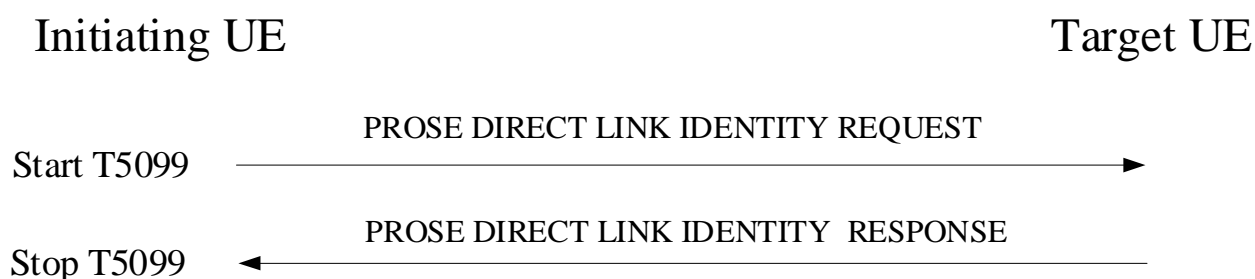 Initiating UE Target UE
PROSE DIRECT LINK IDENTITY REQUEST
Start T5099
PROSE DIRECT LINK IDENTITY RESPONSE
Stop T5099